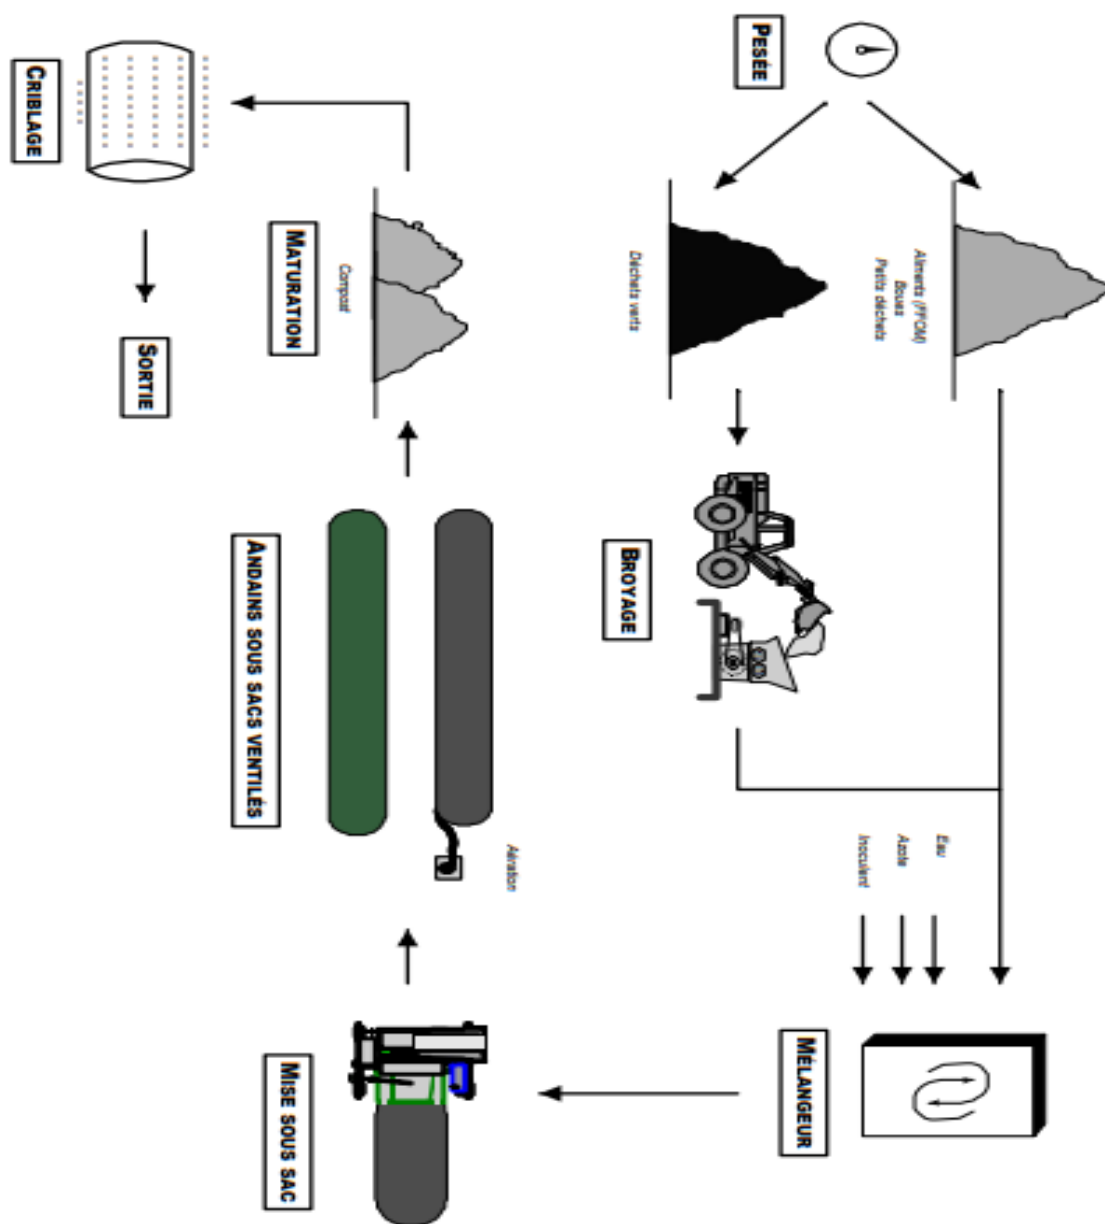 PESÉE
Aliments (FFOM)
Boues
Petits déchets
Déchets verts
BROYAGE
Eau
Azote
Inoculent
MÉLANGEUR
MISE SOUS SAC
Aération
ANDAINS SOUS SACS VENTILÉS
Compost
MATURATION
CRIBLAGE
SORTIE